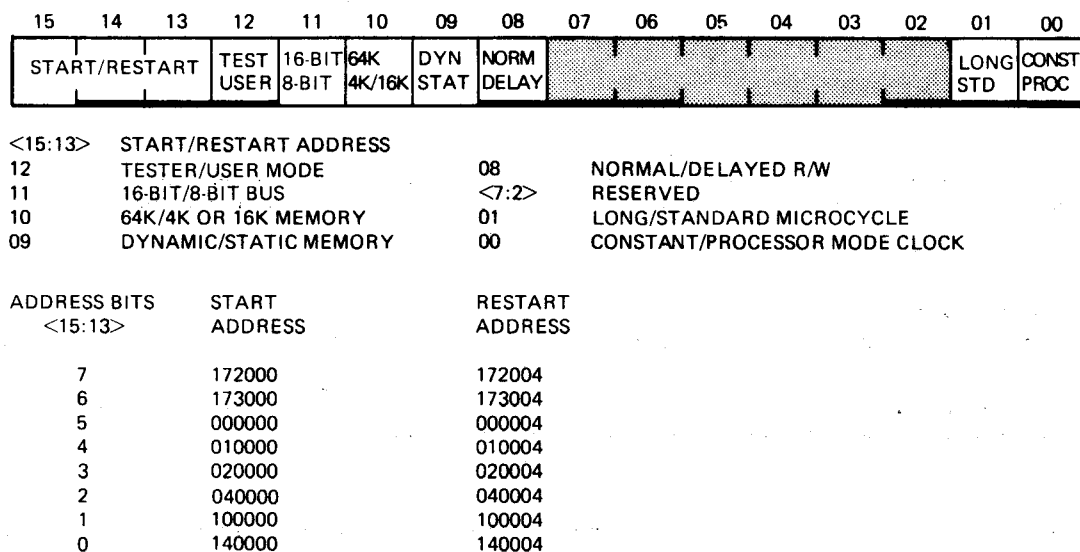 15 14 13 12 11 10 09 08 07 06 05 04 03 02 01 00
START/RESTART TEST 16-BIT 64K DYN NORM LONG CONST
USER 8-BIT 4K/16K STAT DELAY STD PROC
<15:13> START/RESTART ADDRESS
12 TESTER/USER MODE 08 NORMAL/DELAYED R/W
11 16-BIT/8-BIT BUS <7:2> RESERVED
10 64K/4K OR 16K MEMORY 01 LONG/STANDARD MICROCYCLE
09 DYNAMIC/STATIC MEMORY 00 CONSTANT/PROCESSOR MODE CLOCK
ADDRESS BITS START RESTART
<15:13> ADDRESS ADDRESS
7 172000 172004
6 173000 173004
5 000000 000004
4 010000 010004
3 020000 020004
2 040000 040004
1 100000 100004
0 140000 140004